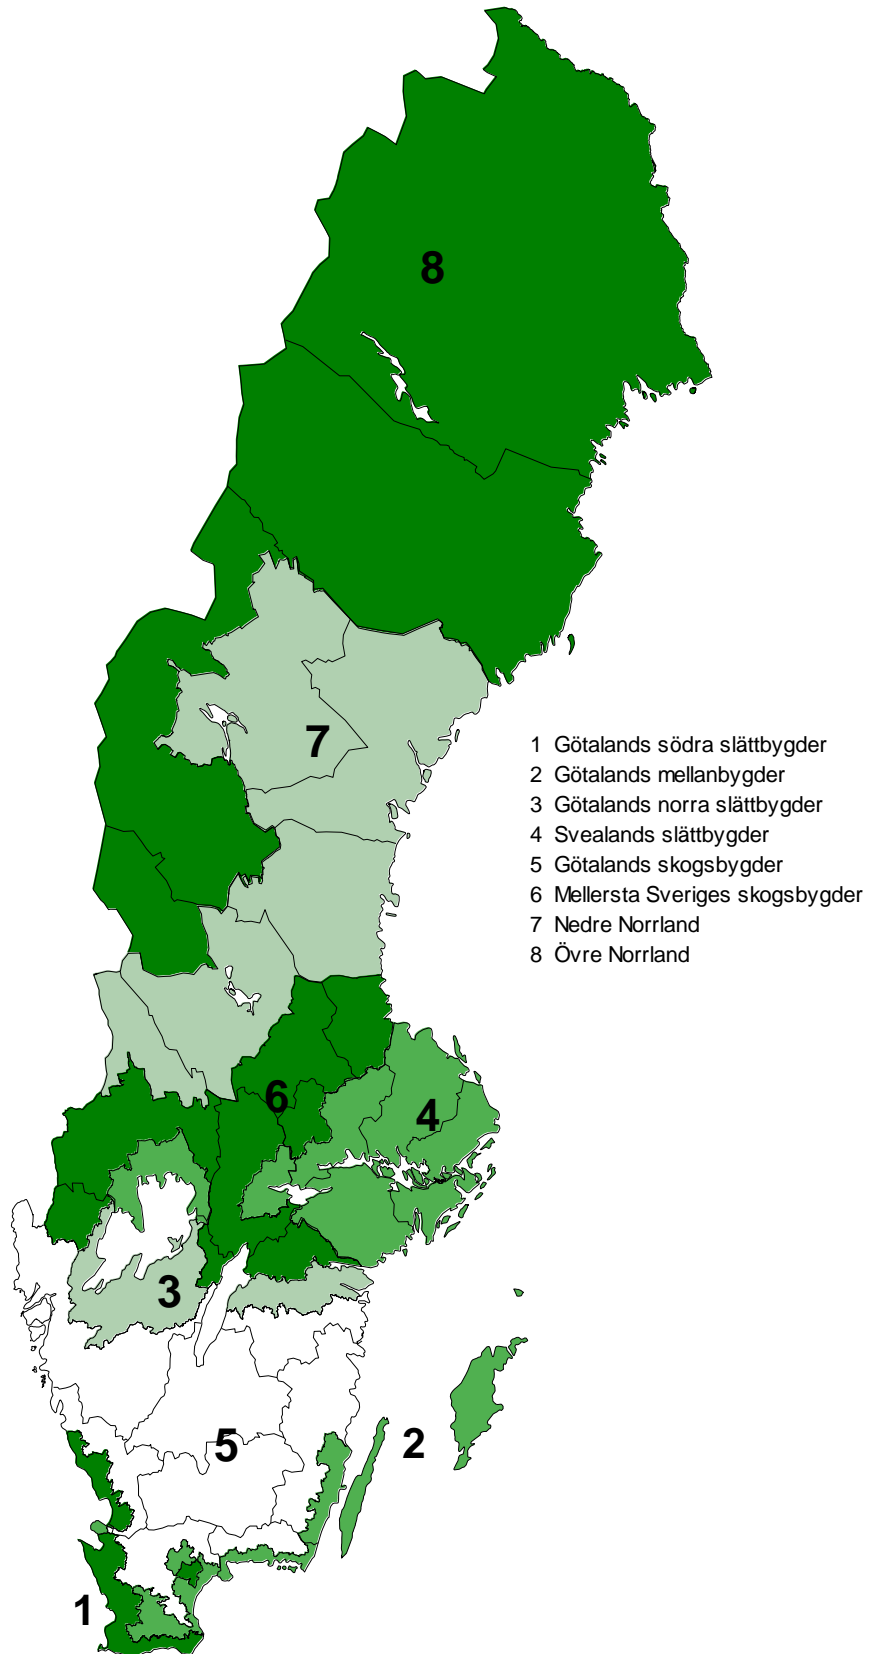 8
7
1 Götalands södra slättbygder
2 Götalands mellanbygder
3 Götalands norra slättbygder
4 Svealands slättbygder
5 Götalands skogsbygder
6 Mellersta Sveriges skogsbygder
7 Nedre Norrland
8 Övre Norrland
6
4
3
5
2
1